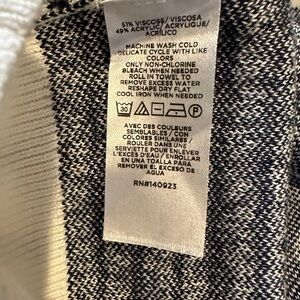 51% VISCOSE/ VISCOSA
49% ACRYLIC/ ACRYLIQUE/
ACRILICO
MACHINE WASH COLD
DELICATE CYCLE WITH LIKE
COLORS
ONLY NON-CHLORINE
BLEACH WHEN NEEDED
ROLL IN TOWEL TO
REMOVE EXCESS WATER
RESHAPE DRY FLAT
COOL IRON WHEN NEEDED
30
P
AVEC DES COULEURS
SEMBLABLES / CON
COLORES SIMILARES /
ROULER DANS UNE
SERVIETTE POUR ENLEVER
L'EXCES D'EAU / ENROLLAR
EN UNA TOALLA PARA
REMOVER EL EXCESO DE
AGUA
RN#140923